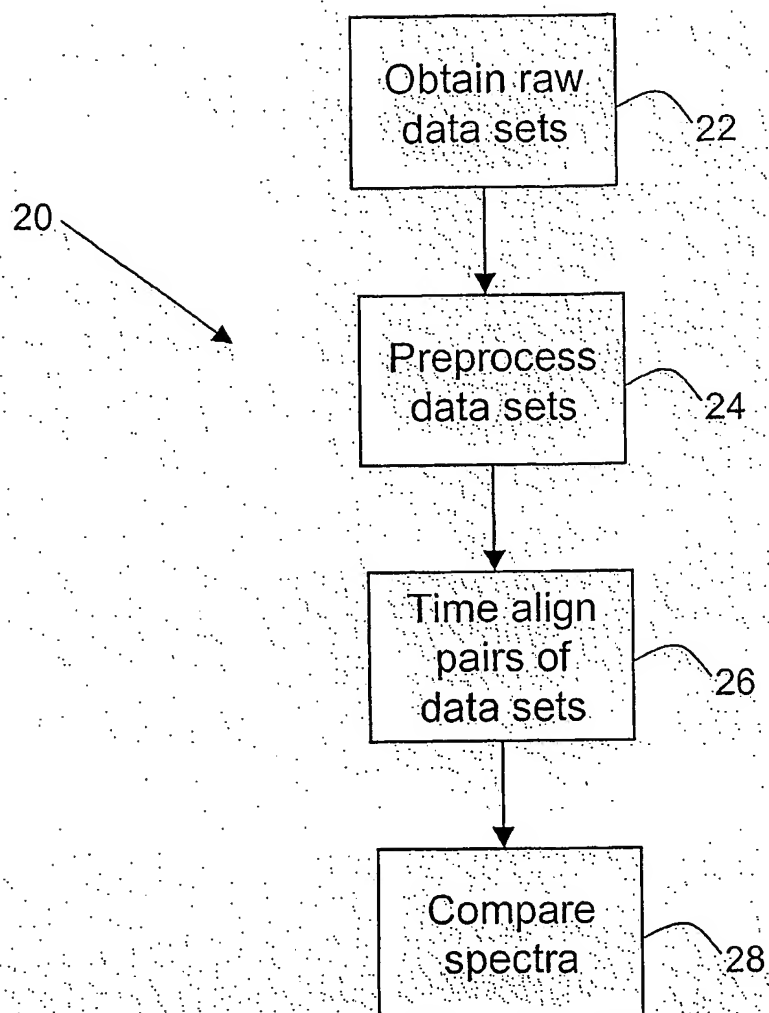 Obtain raw
data sets
22
20
Preprocess
data sets
24
Time align
pairs of
data sets
26
Compare
spectra
28